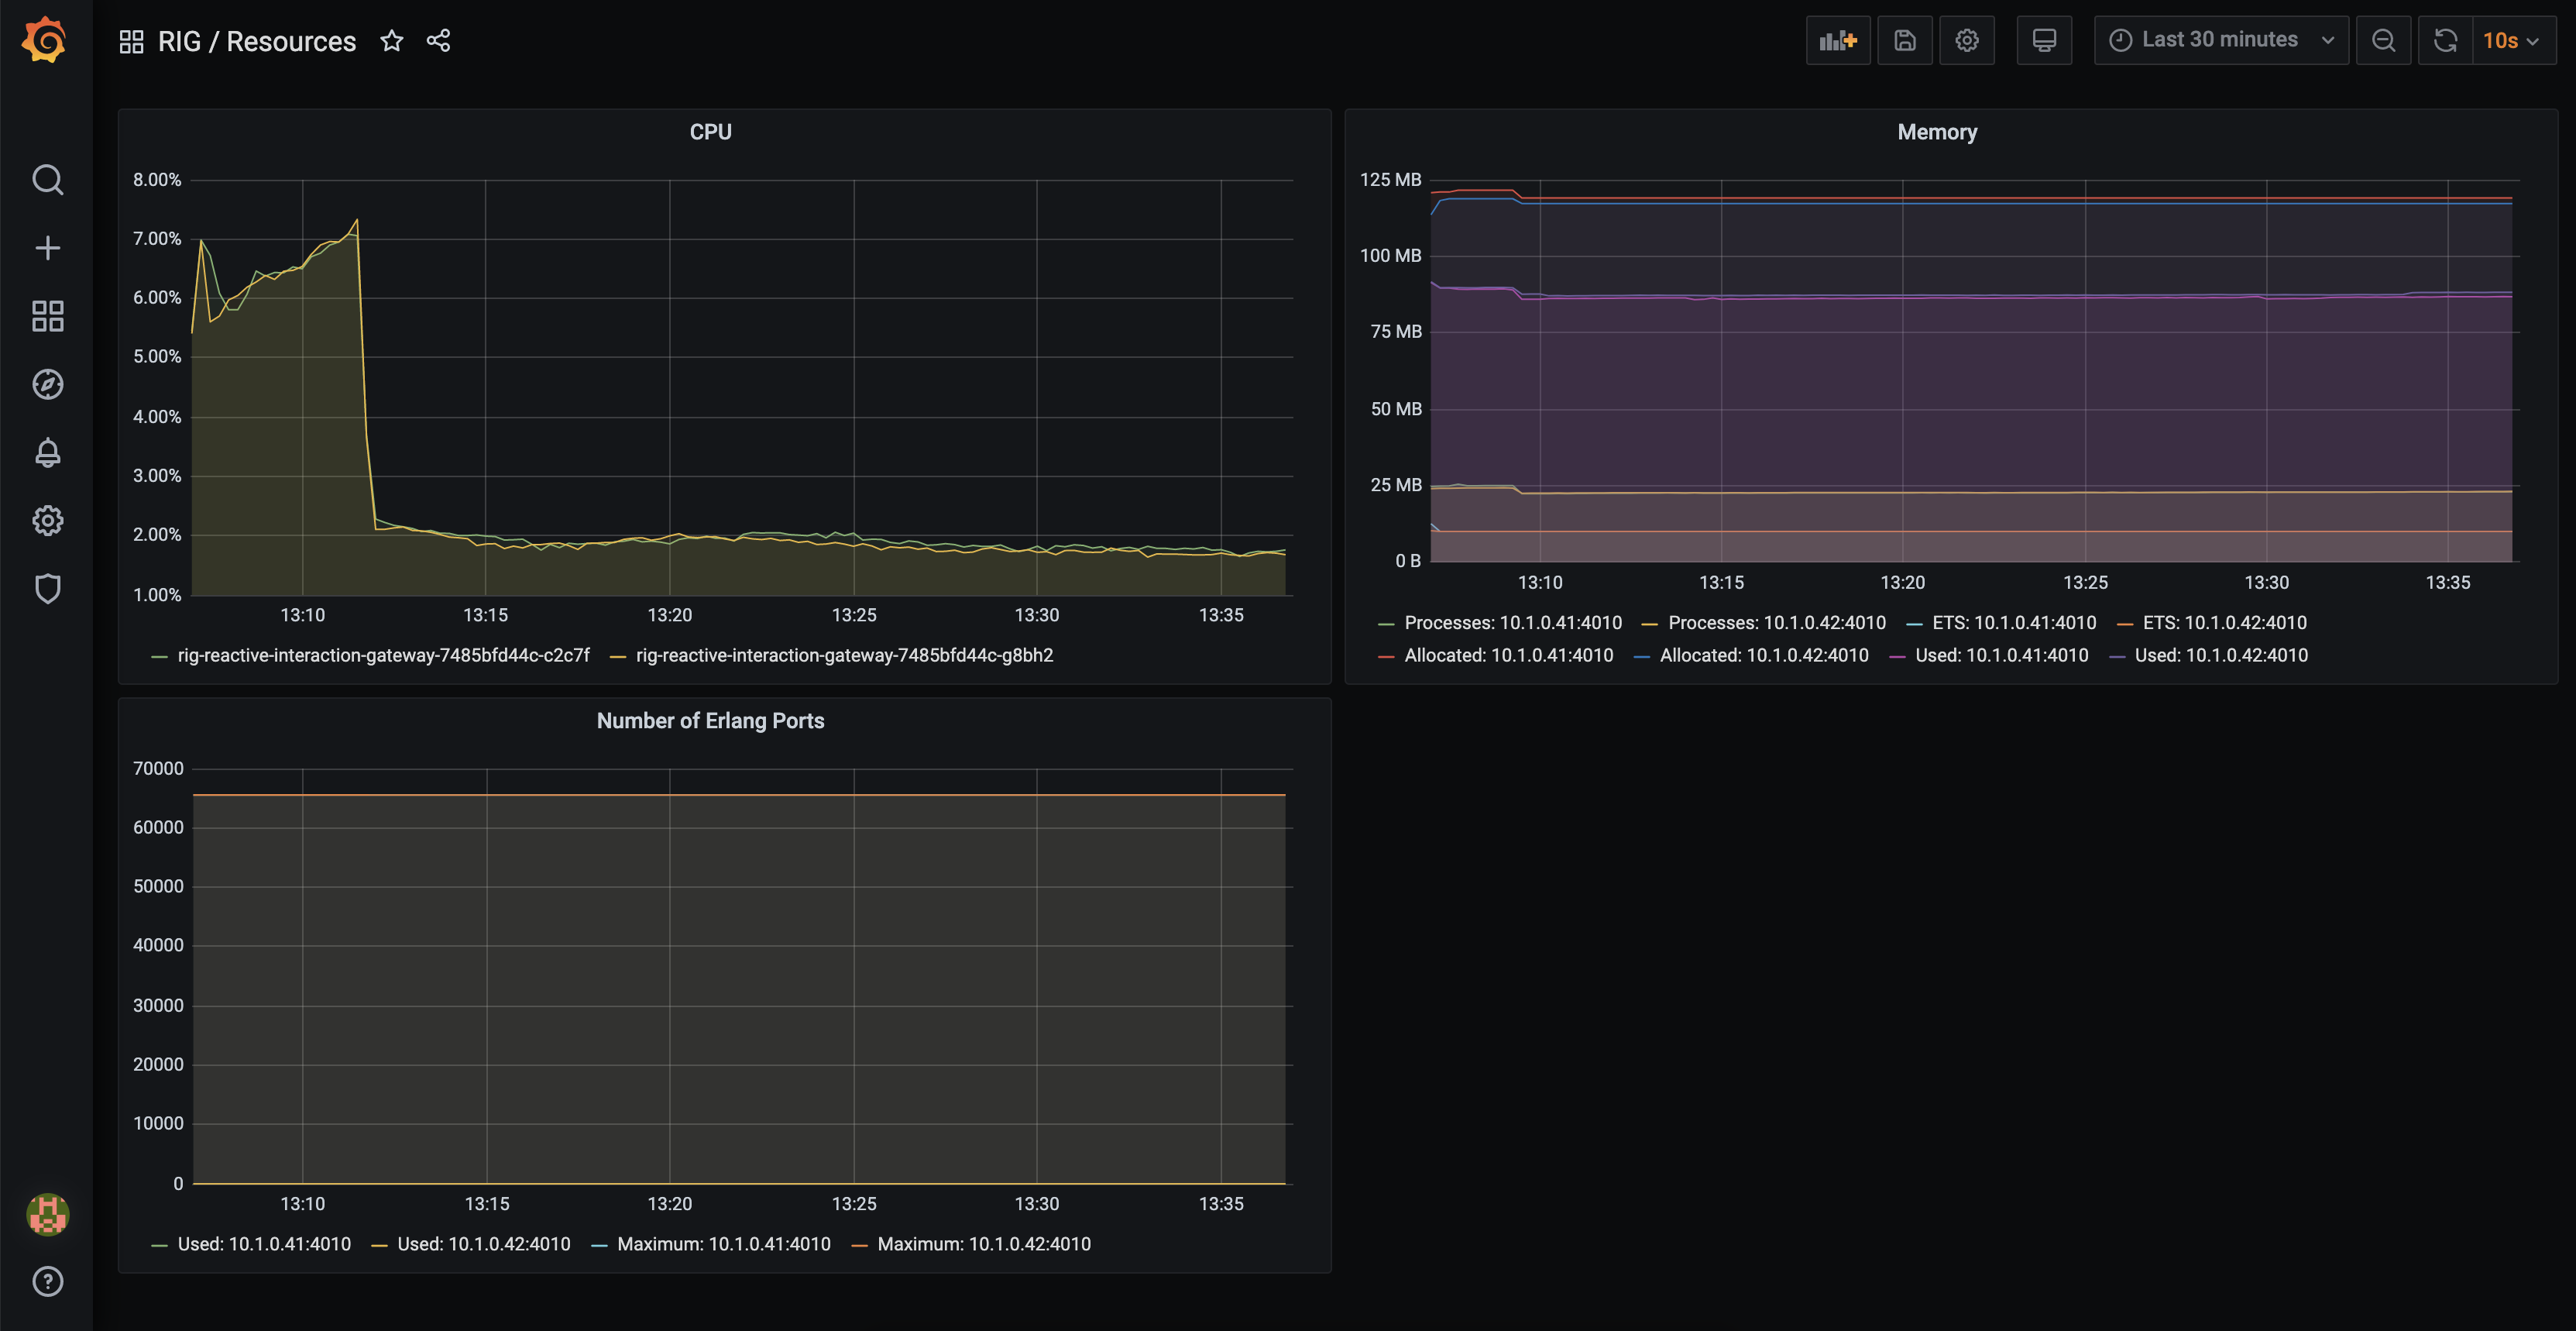 RIG / Resources
Last 30 minutes
10s
CPU
8.00%
7.00%
6.00%
5.00%
4.00%
3.00%
2.00%
1.00%
13:10 13:15 13:20 13:25 13:30 13:35
rig-reactive-interaction-gateway-7485bfd44c-c2c7f rig-reactive-interaction-gateway-7485bfd44c-g8bh2
Memory
125 MB
100 MB
75 MB
50 MB
25 MB
0 B
13:10 13:15 13:20 13:25 13:30 13:35
Processes: 10.1.0.41:4010 Processes: 10.1.0.42:4010 ETS: 10.1.0.41:4010 ETS: 10.1.0.42:4010
Allocated: 10.1.0.41:4010 Allocated: 10.1.0.42:4010 Used: 10.1.0.41:4010 Used: 10.1.0.42:4010
Number of Erlang Ports
70000
60000
50000
40000
30000
20000
10000
0
13:10 13:15 13:20 13:25 13:30 13:35
Used: 10.1.0.41:4010 Used: 10.1.0.42:4010 Maximum: 10.1.0.41:4010 Maximum: 10.1.0.42:4010